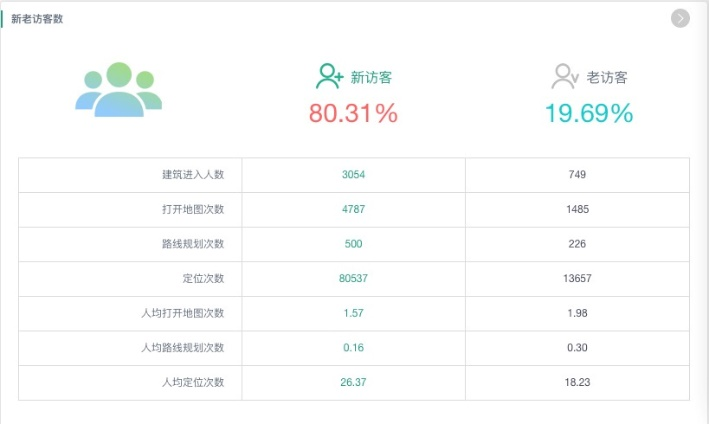 新老访客数
新访客 老访客
80.31% 19.69%
建筑进入人数 3054 749
打开地图次数 4787 1485
路线规划次数 500 226
定位次数 80537 13657
人均打开地图次数 1.57 1.98
人均路线规划次数 0.16 0.30
人均定位次数 26.37 18.23